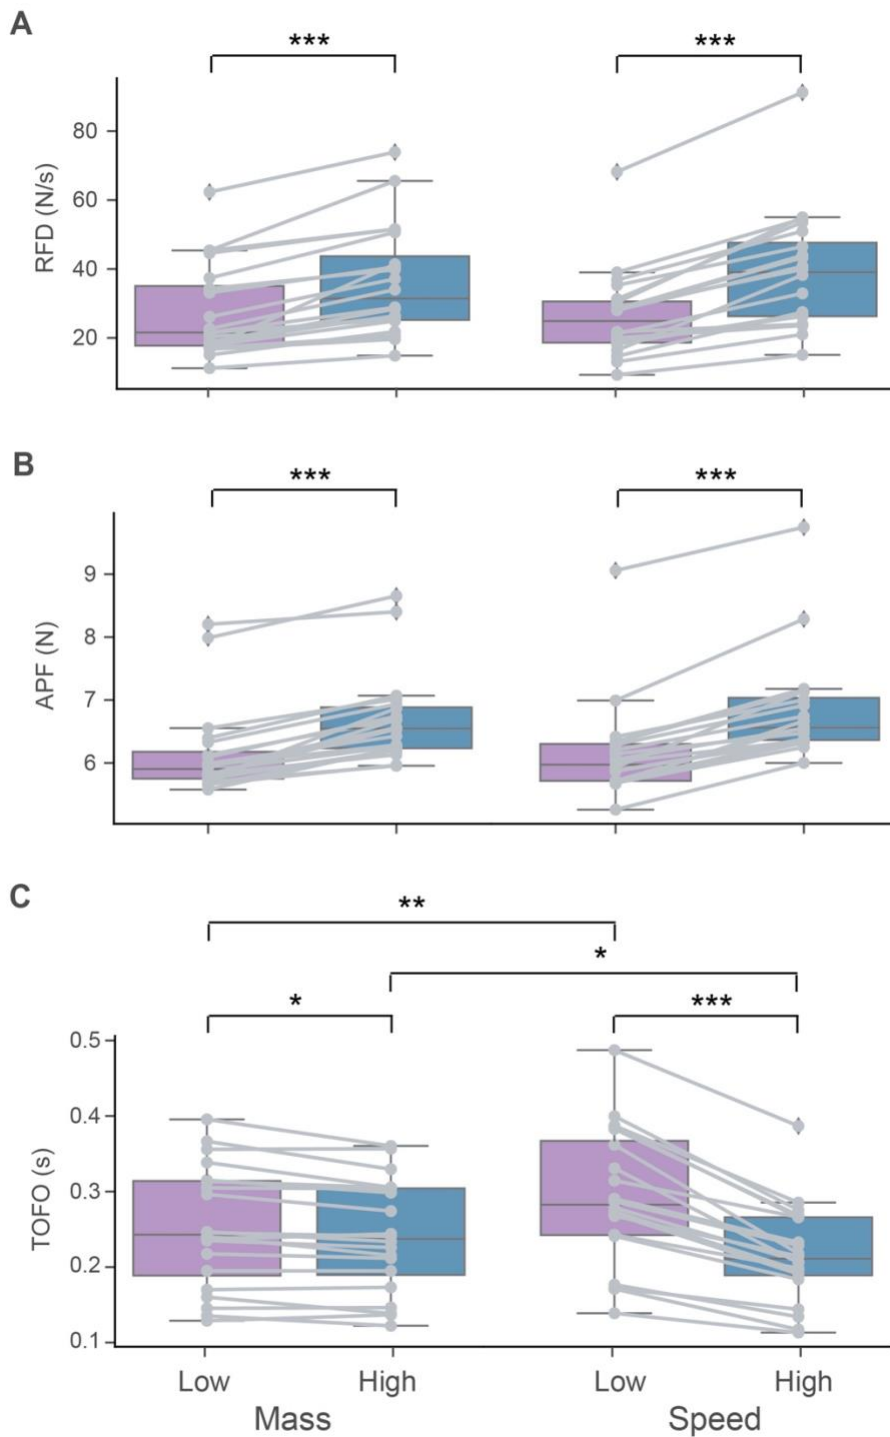 A
***
***
RFD (N/s)
80
60
40
20
B
***
***
APF (N)
9
8
7
6
C
**
*
*
***
TOFO (s)
0.5
0.4
0.3
0.2
0.1
Low High Low High
Mass Speed